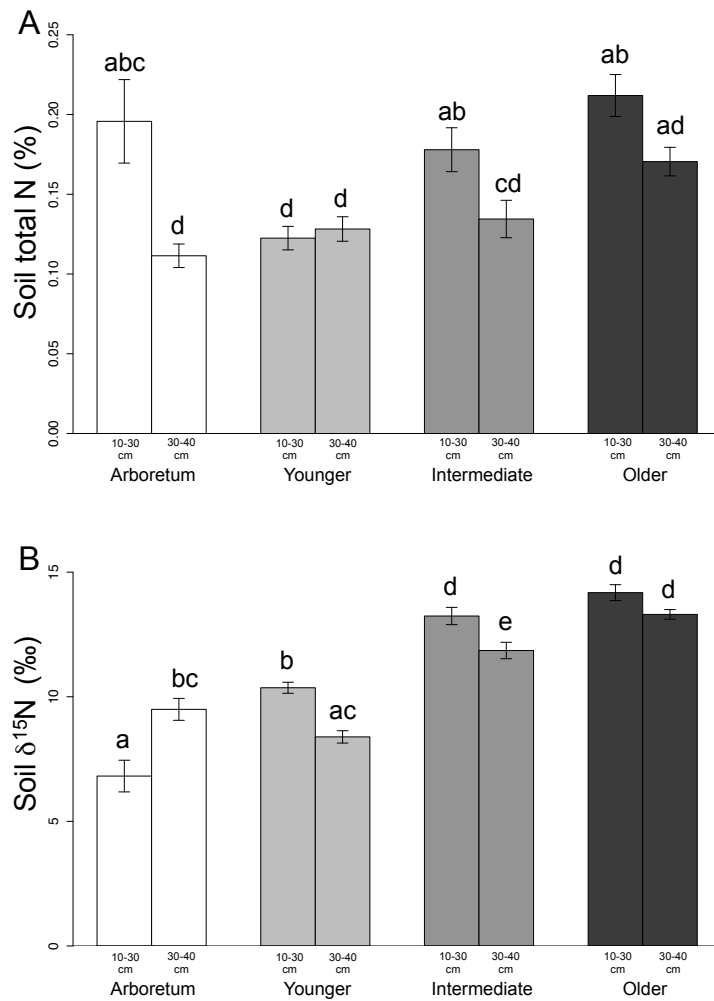 A
Soil total N (%)
0.25
0.20
0.15
0.10
0.05
0.00
abc
d
d
d
ab
cd
ab
ad
10-30 cm
30-40 cm
10-30 cm
30-40 cm
10-30 cm
30-40 cm
10-30 cm
30-40 cm
Arboretum
Younger
Intermediate
Older
B
Soil δ¹⁵N (‰)
15
10
5
0
a
bc
b
ac
d
e
d
d
10-30 cm
30-40 cm
10-30 cm
30-40 cm
10-30 cm
30-40 cm
10-30 cm
30-40 cm
Arboretum
Younger
Intermediate
Older